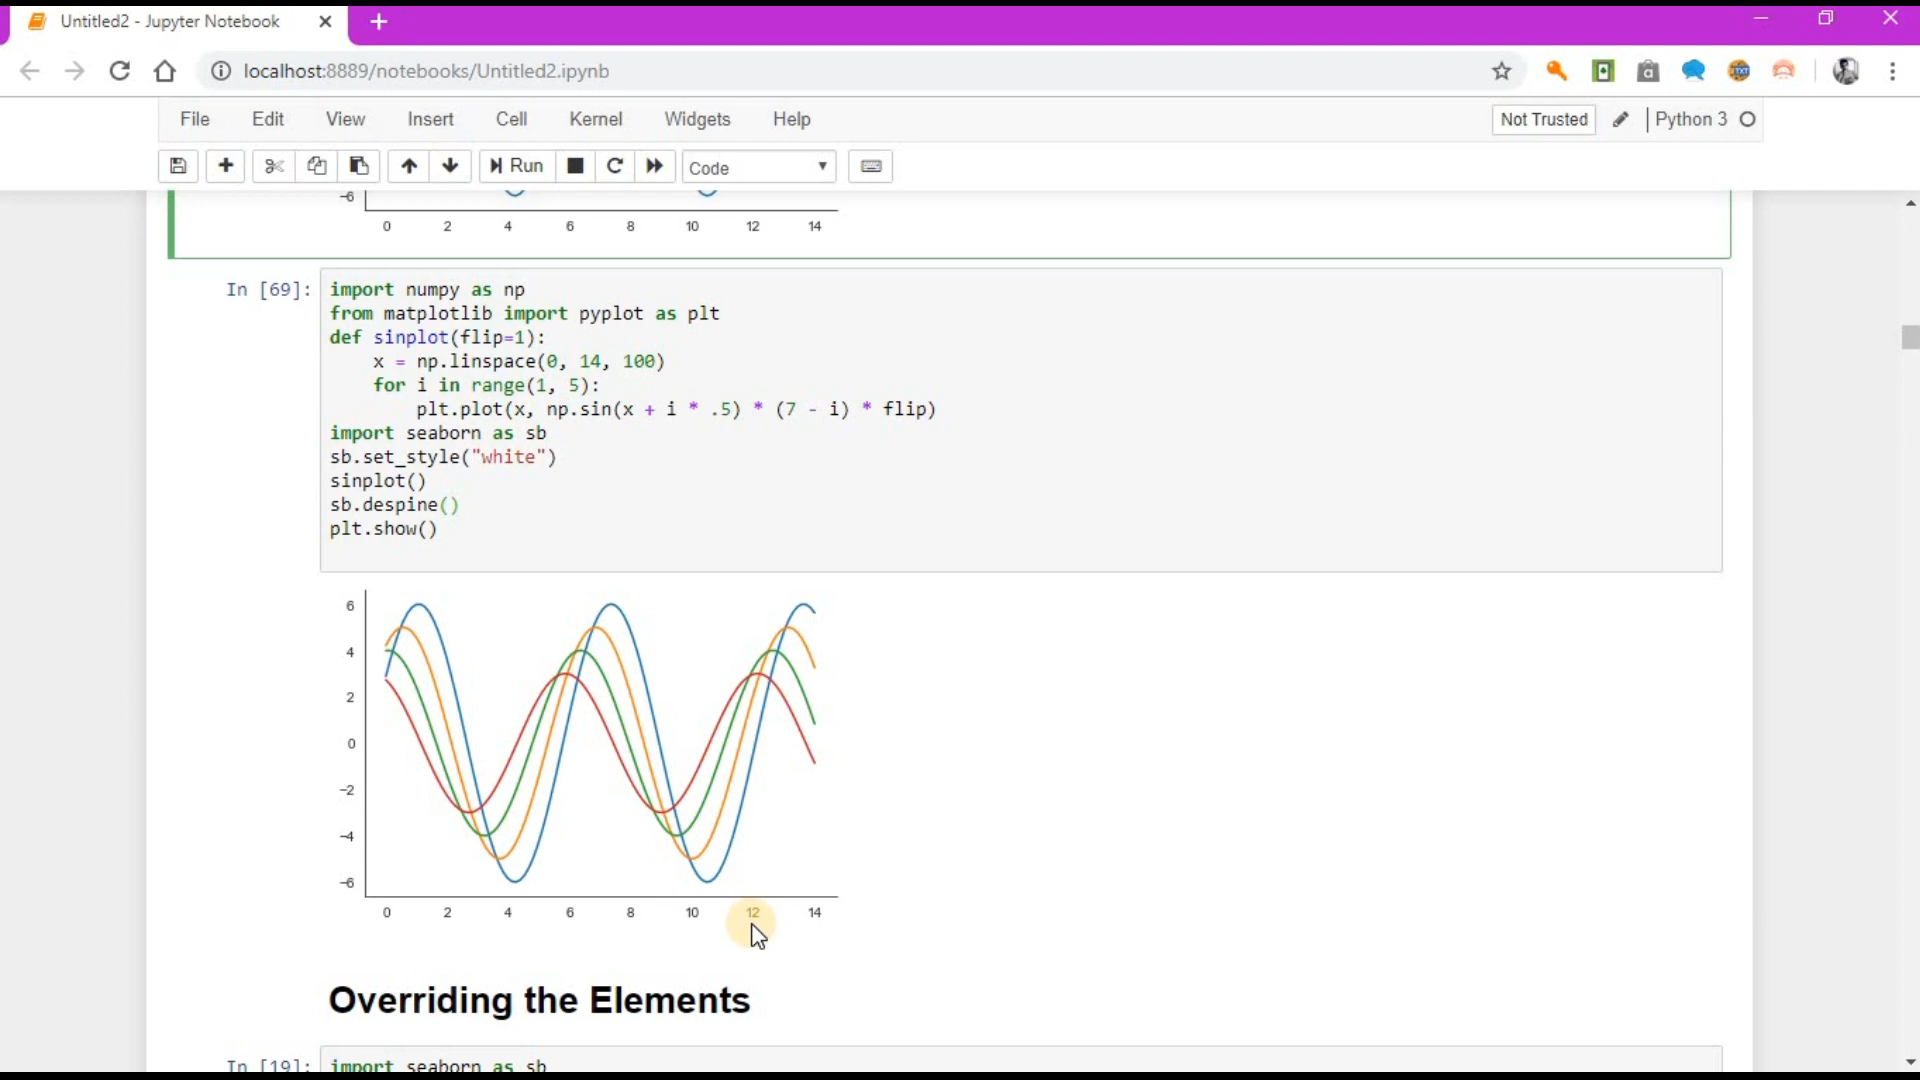 Untitled2 - Jupyter Notebook
localhost:8889/notebooks/Untitled2.ipynb
File Edit View Insert Cell Kernel Widgets Help Not Trusted Python 3
Run Code
−6
0 2 4 6 8 10 12 14
In [69]:
import numpy as np
from matplotlib import pyplot as plt
def sinplot(flip=1):
    x = np.linspace(0, 14, 100)
    for i in range(1, 5):
        plt.plot(x, np.sin(x + i * .5) * (7 - i) * flip)
import seaborn as sb
sb.set_style("white")
sinplot()
sb.despine()
plt.show()
6
4
2
0
−2
−4
−6
0 2 4 6 8 10 12 14
Overriding the Elements
In [19]: import seaborn as sb